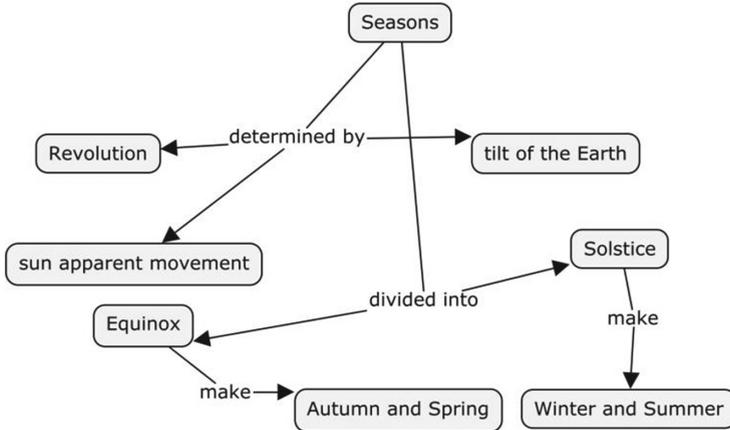 Seasons
determined by
Revolution
tilt of the Earth
sun apparent movement
Solstice
divided into
Equinox
make
make
Autumn and Spring
Winter and Summer